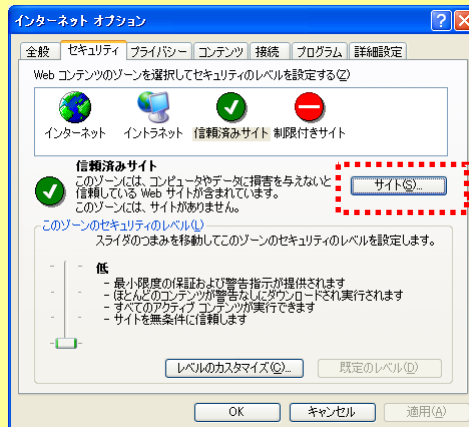 インターネット オプション
全般 セキュリティ プライバシー コンテンツ 接続 プログラム 詳細設定
Web コンテンツのゾーンを選択してセキュリティのレベルを設定する(Z)
インターネット イントラネット 信頼済みサイト 制限付きサイト
信頼済みサイト
このゾーンには、コンピュータやデータに損害を与えないと
信頼している Web サイトが含まれています。
このゾーンには、サイトがありません。
サイト(S)...
このゾーンのセキュリティのレベル(L)
スライダのつまみを移動してこのゾーンのセキュリティのレベルを設定します。
低
- 最小限度の保証および警告指示が提供されます
- ほとんどのコンテンツが警告なしにダウンロードされ実行されます
- すべてのアクティブ コンテンツが実行できます
- サイトを無条件に信頼します
レベルのカスタマイズ(C)... 既定のレベル(D)
OK キャンセル 適用(A)